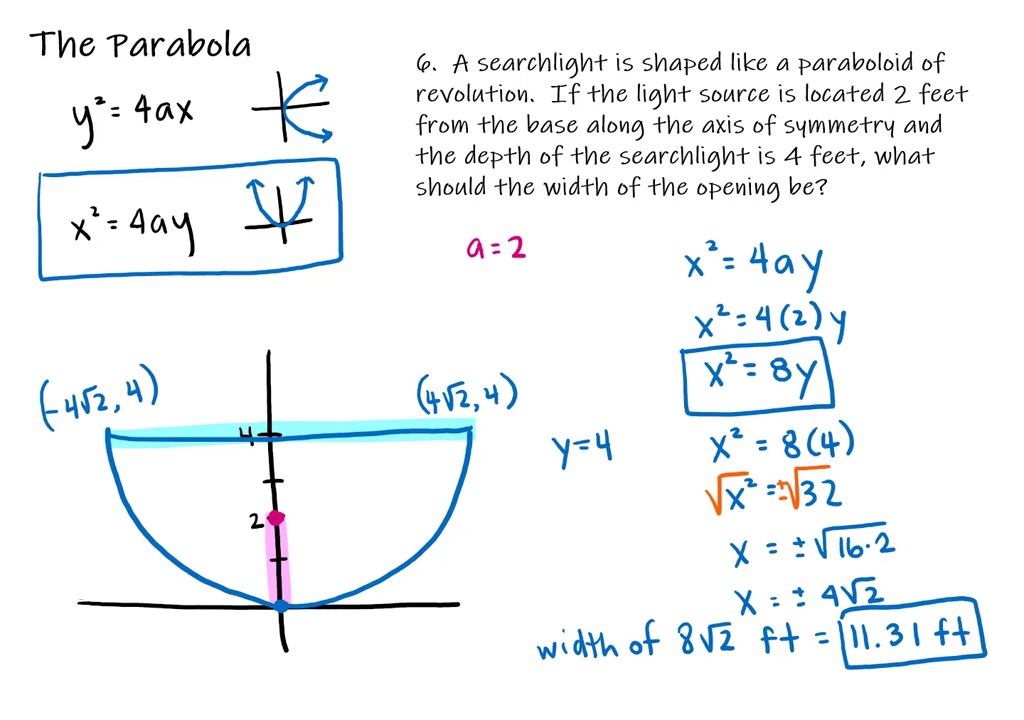 The Parabola
y² = 4ax
x² = 4ay
6. A searchlight is shaped like a paraboloid of
revolution. If the light source is located 2 feet
from the base along the axis of symmetry and
the depth of the searchlight is 4 feet, what
should the width of the opening be?
a = 2
x² = 4ay
x² = 4(2)y
x² = 8y
(-4√2, 4)
(4√2, 4)
4
2
y = 4
x² = 8(4)
√x² = ±√32
x = ±√16·2
x = ± 4√2
width of 8√2 ft = 11.31 ft